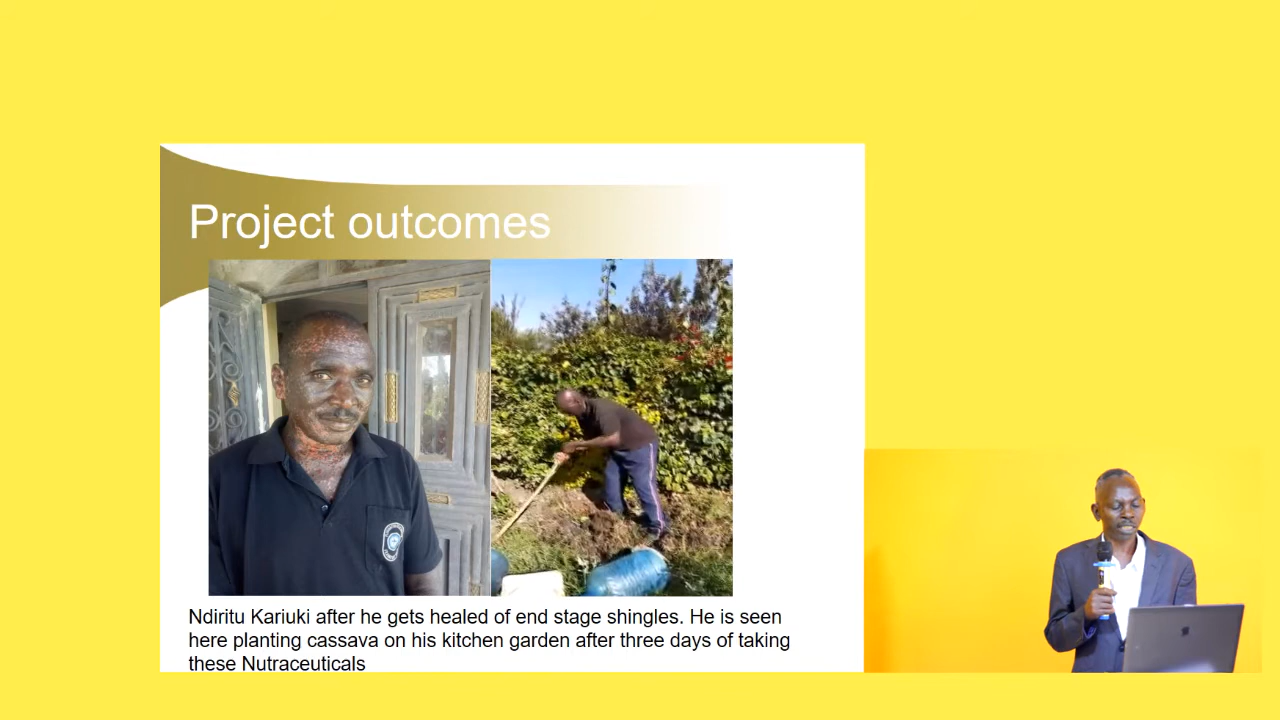 Project outcomes
Ndiritu Kariuki after he gets healed of end stage shingles. He is seen
here planting cassava on his kitchen garden after three days of taking
these Nutraceuticals